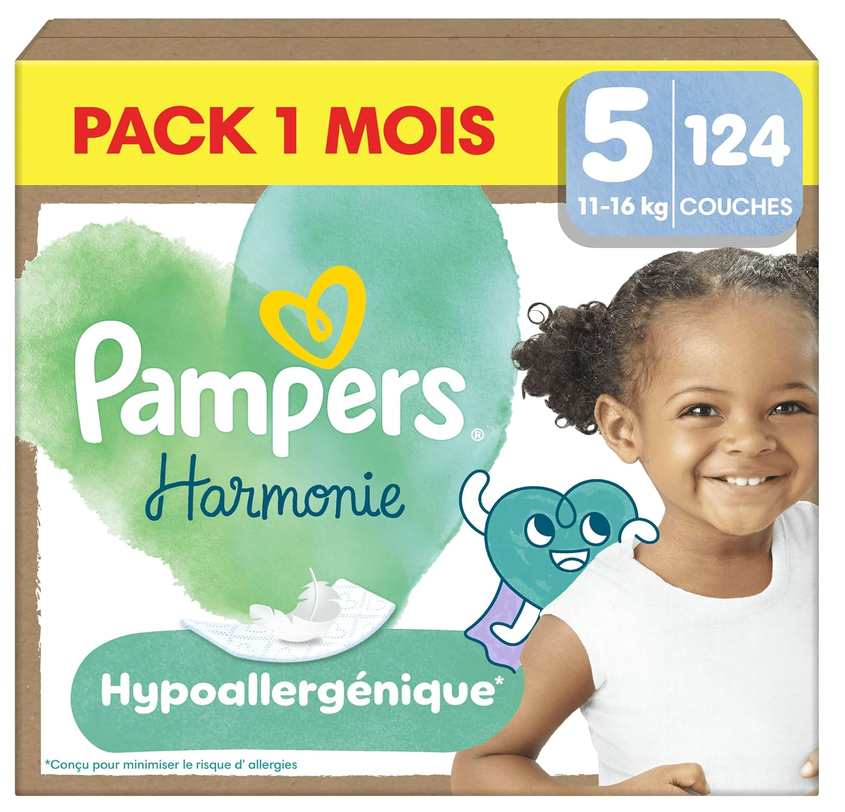 PACK 1 MOIS
5
11-16 kg
124
COUCHES
Pampers®
Harmonie
Hypoallergénique*
*Conçu pour minimiser le risque d' allergies